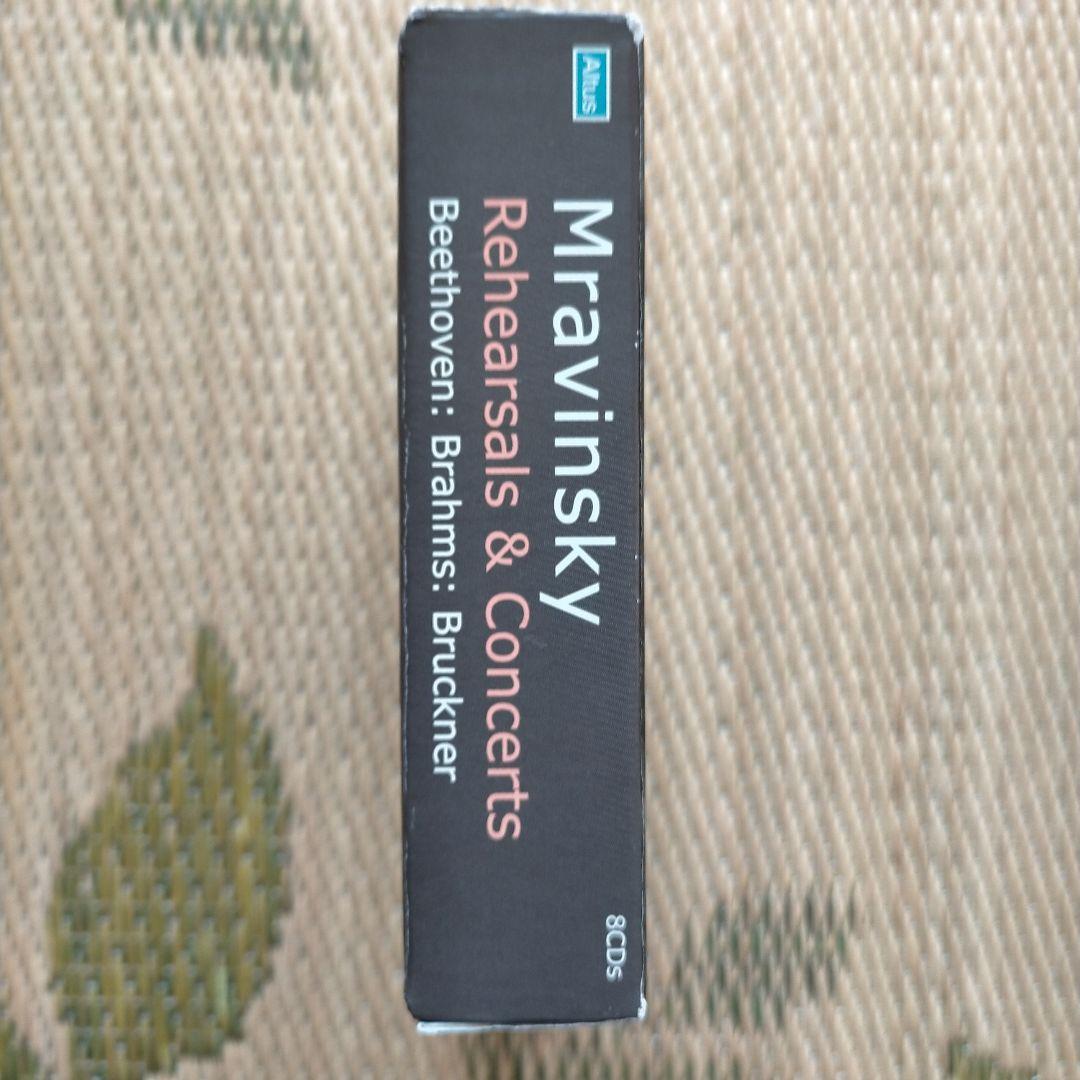 Altus
Mravinsky
Rehearsals & Concerts
Beethoven: Brahms: Bruckner
8CDs